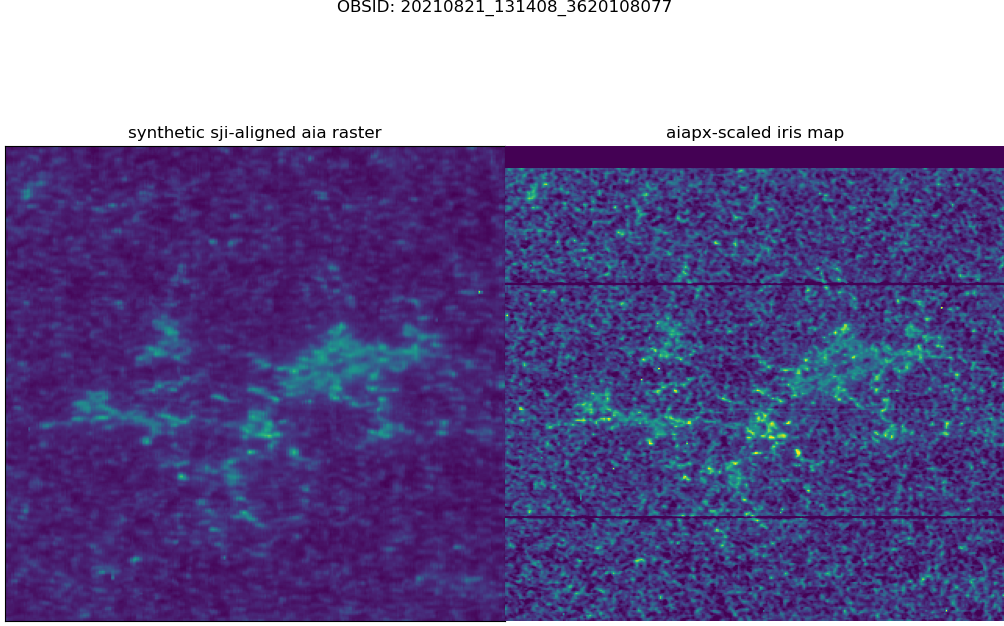 OBSID: 20210821_131408_3620108077
synthetic sji-aligned aia raster
aiapx-scaled iris map